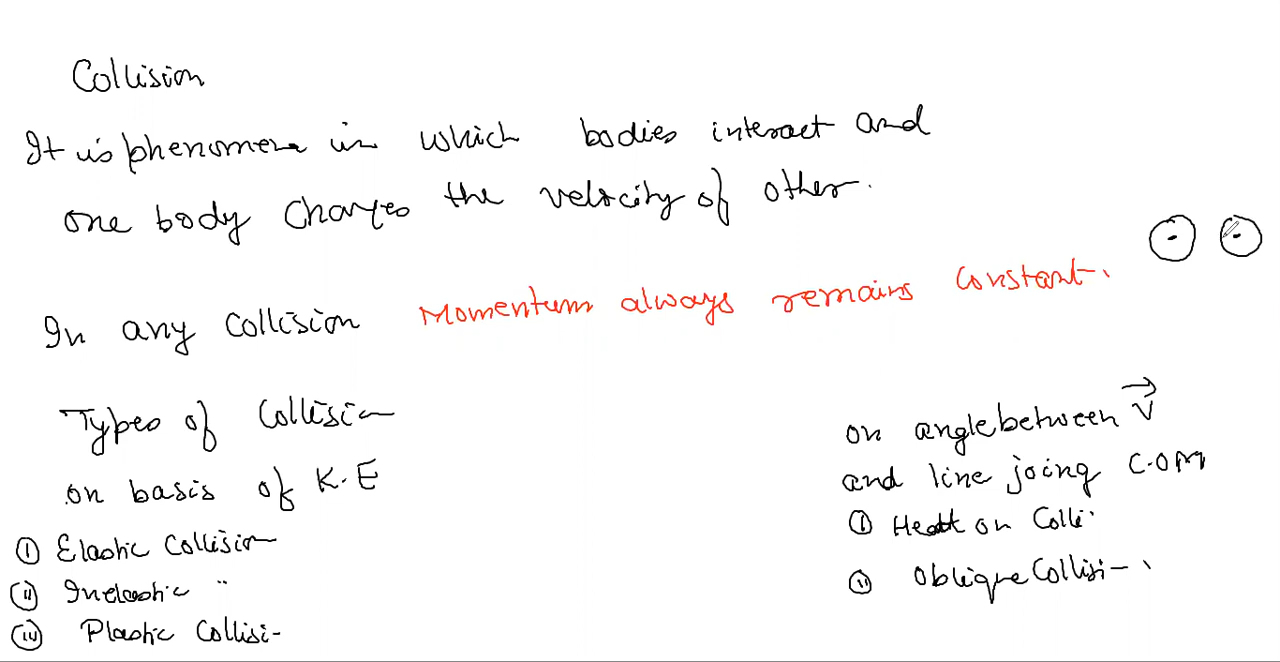 Collision
It is phenomena in which bodies interact and
one body changes the velocity of other.
In any Collision Momentum always remains Constant.
Types of Collision
on basis of K.E
(i) Elastic Collision
(ii) Inelastic "
(iii) Plastic Collisi-
on angle between V
and line joing C.O.M
(i) Head on Colli.
(ii) Oblique Collisi-